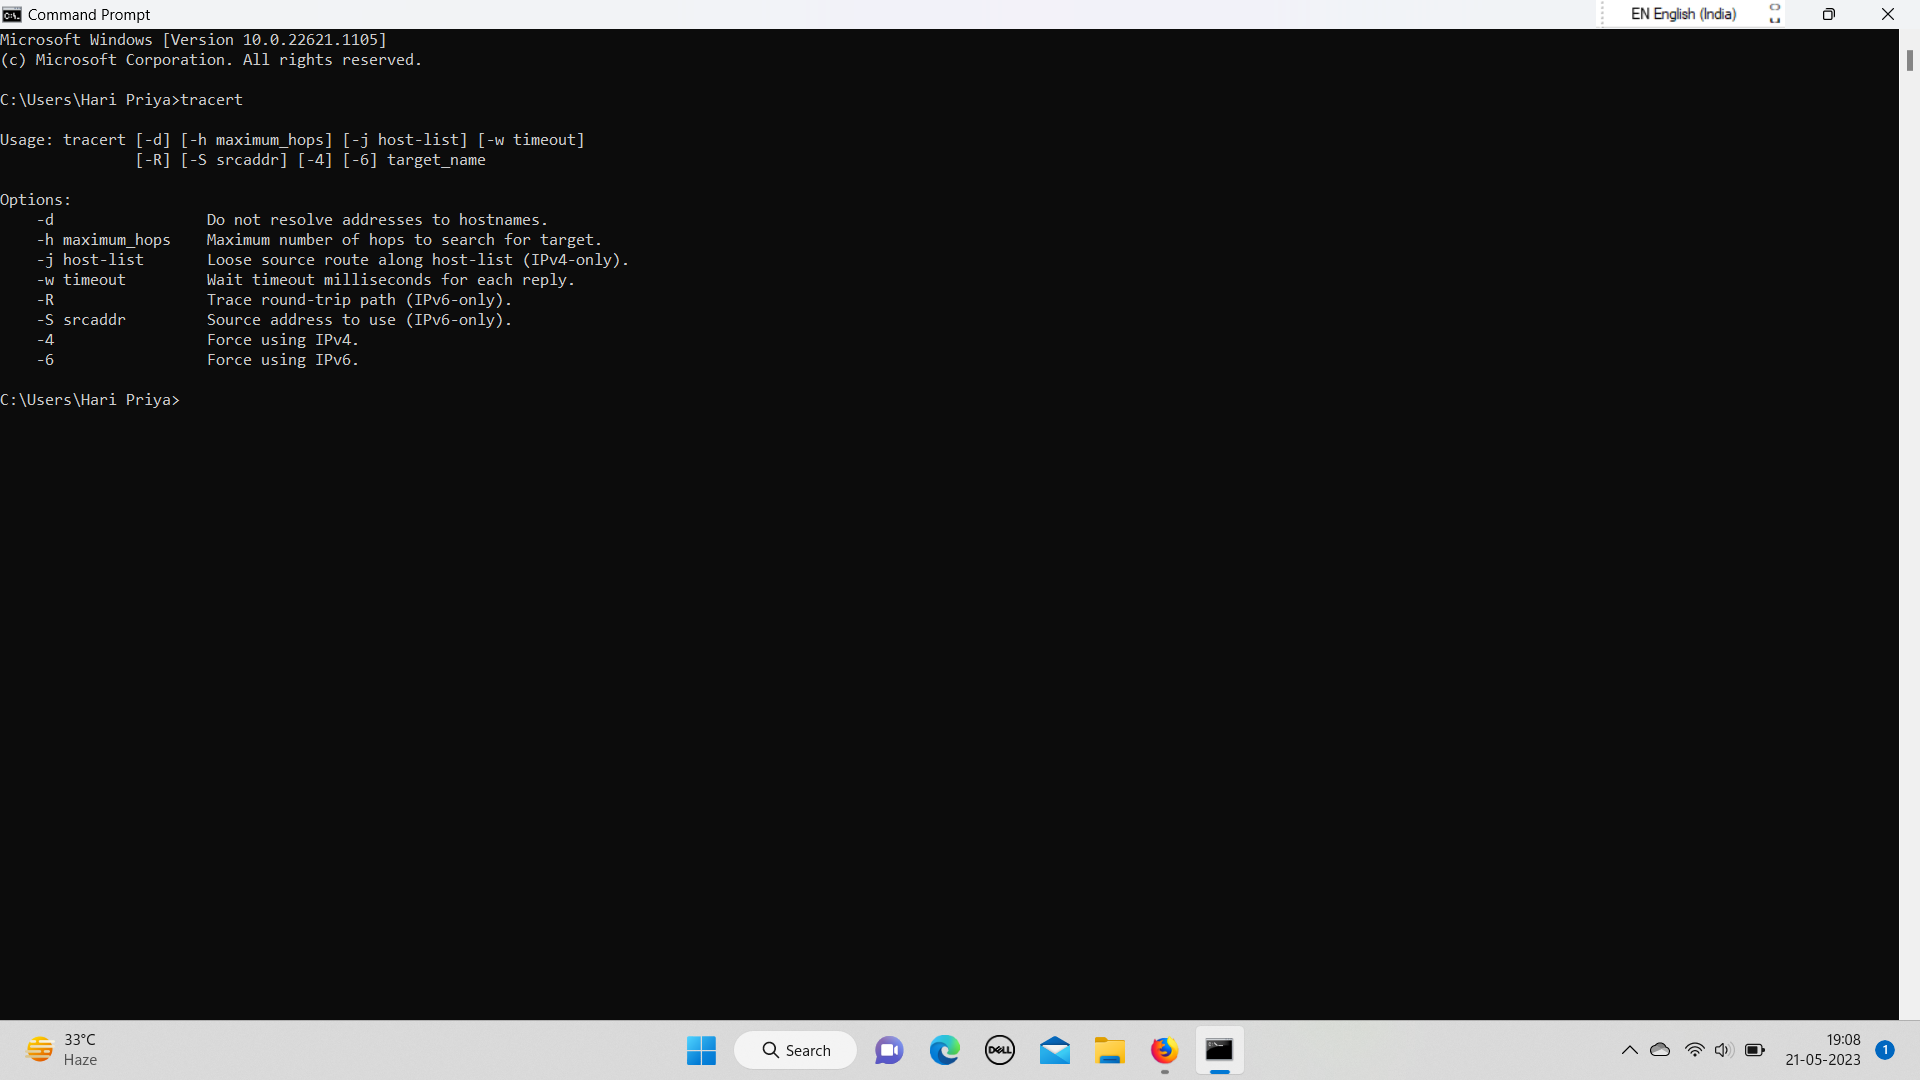 Command Prompt
EN English (India)
Microsoft Windows [Version 10.0.22621.1105]
(c) Microsoft Corporation. All rights reserved.
C:\Users\Hari Priya>tracert
Usage: tracert [-d] [-h maximum_hops] [-j host-list] [-w timeout]
               [-R] [-S srcaddr] [-4] [-6] target_name
Options:
    -d                 Do not resolve addresses to hostnames.
    -h maximum_hops    Maximum number of hops to search for target.
    -j host-list       Loose source route along host-list (IPv4-only).
    -w timeout         Wait timeout milliseconds for each reply.
    -R                 Trace round-trip path (IPv6-only).
    -S srcaddr         Source address to use (IPv6-only).
    -4                 Force using IPv4.
    -6                 Force using IPv6.
C:\Users\Hari Priya>
33°C
Haze
Search
DELL
19:08
21-05-2023
1